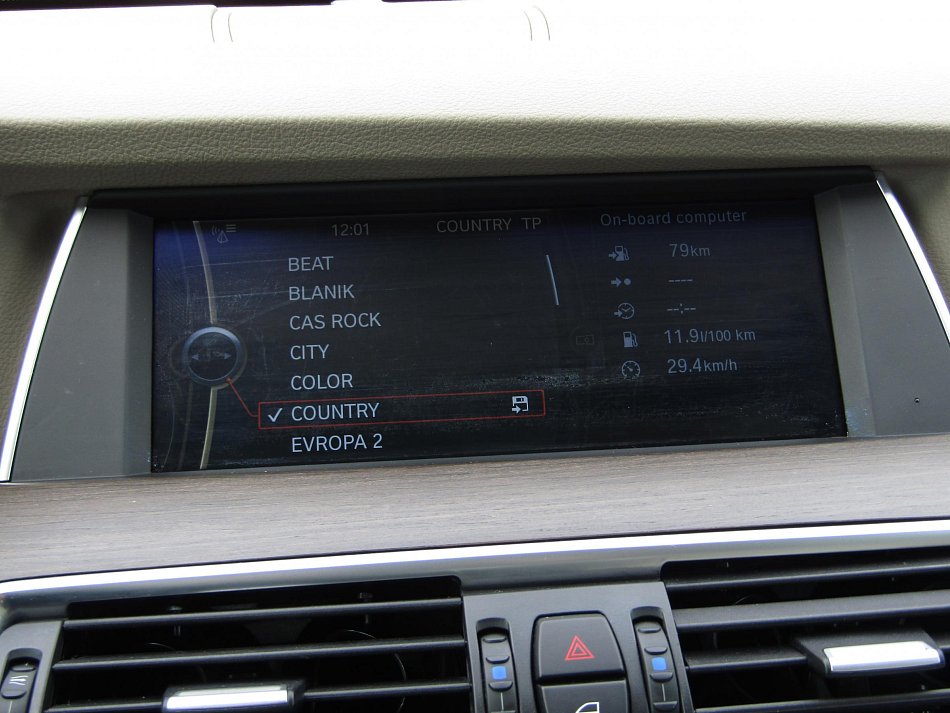 12:01 COUNTRY TP
BEAT
BLANIK
CAS ROCK
CITY
COLOR
COUNTRY
EVROPA 2
On-board computer
79km
----
--:--
11.9l/100 km
29.4km/h